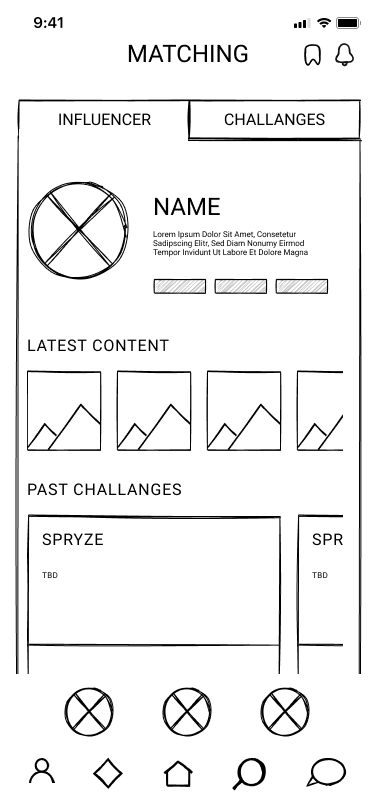 9:41
MATCHING
INFLUENCER
CHALLANGES
NAME
Lorem Ipsum Dolor Sit Amet, Consetetur
Sadipscing Elitr, Sed Diam Nonumy Eirmod
Tempor Invidunt Ut Labore Et Dolore Magna
LATEST CONTENT
PAST CHALLANGES
SPRYZE
TBD
SPR
TBD